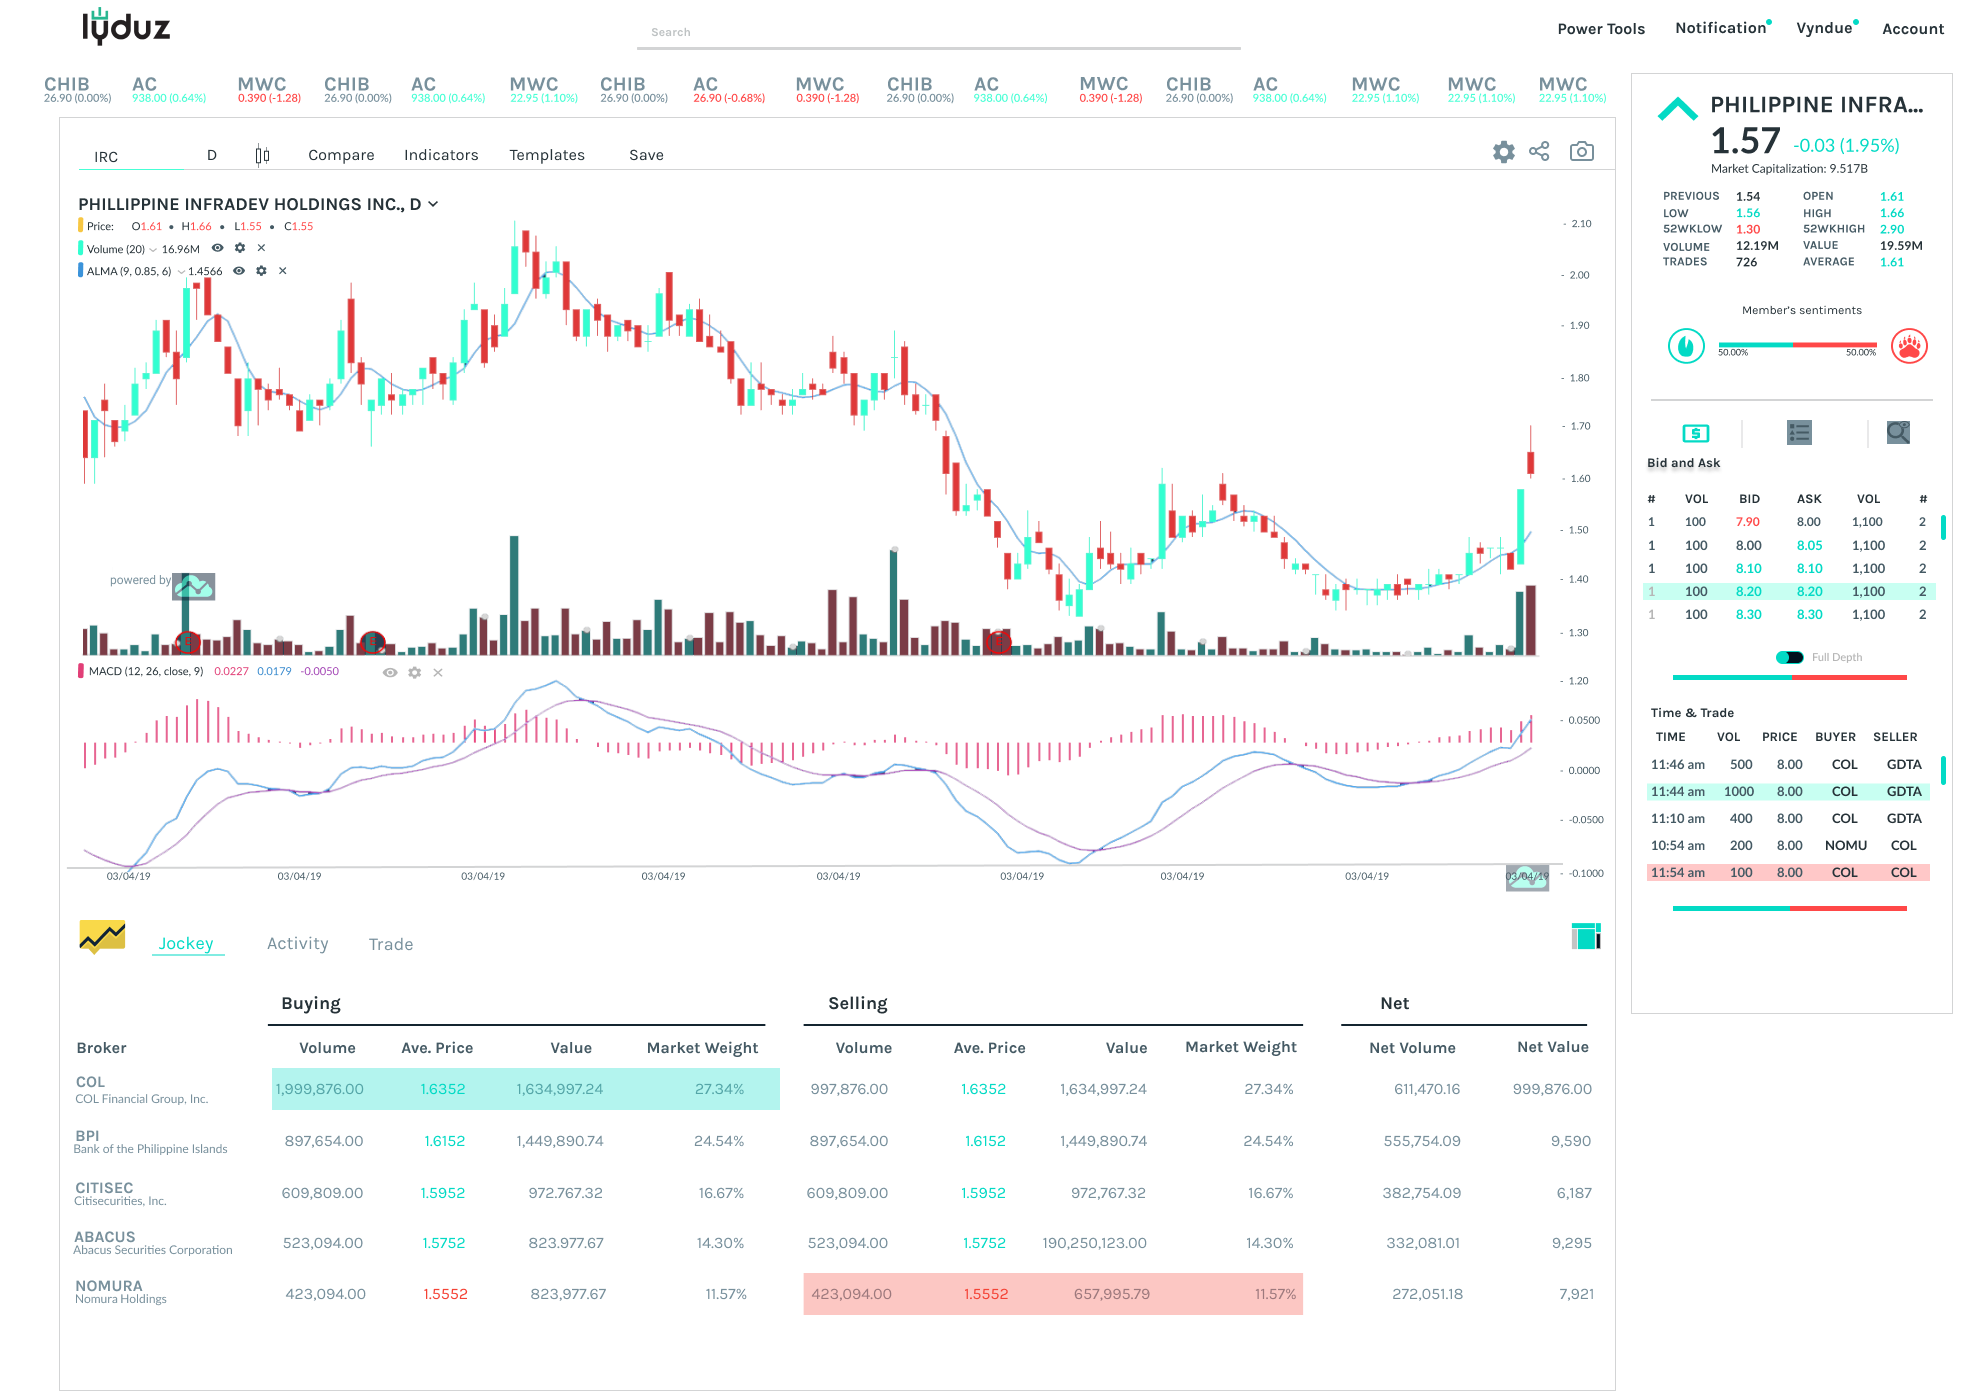 lyduz
Search
Power Tools Notification Vyndue Account
CHIB AC MWC CHIB AC MWC CHIB AC MWC CHIB AC MWC CHIB AC MWC MWC MWC
26.90 (0.00%) 938.00 (0.64%) 0.390 (-1.28) 26.90 (0.00%) 938.00 (0.64%) 22.95 (1.10%) 26.90 (0.00%) 26.90 (-0.68%) 0.390 (-1.28) 26.90 (0.00%) 938.00 (0.64%) 0.390 (-1.28) 26.90 (0.00%) 938.00 (0.64%) 22.95 (1.10%) 22.95 (1.10%) 22.95 (1.10%)
IRC D Compare Indicators Templates Save
PHILLIPPINE INFRADEV HOLDINGS INC., D
Price: O1.61 • H1.66 • L1.55 • C1.55
Volume (20) 16.96M
ALMA (9, 0.85, 6) 1.4566
2.10
2.00
1.90
1.80
1.70
1.60
1.50
1.40
1.30
1.20
powered by
MACD (12, 26, close, 9) 0.0227 0.0179 -0.0050
0.0500
0.0000
-0.0500
-0.1000
03/04/19 03/04/19 03/04/19 03/04/19 03/04/19 03/04/19 03/04/19 03/04/19 03/04/19
Jockey Activity Trade
Buying Selling Net
Broker Volume Ave. Price Value Market Weight Volume Ave. Price Value Market Weight Net Volume Net Value
COL 1,999,876.00 1.6352 1,634,997.24 27.34% 997,876.00 1.6352 1,634,997.24 27.34% 611,470.16 999,876.00
COL Financial Group, Inc.
BPI 897,654.00 1.6152 1,449,890.74 24.54% 897,654.00 1.6152 1,449,890.74 24.54% 555,754.09 9,590
Bank of the Philippine Islands
CITISEC 609,809.00 1.5952 972.767.32 16.67% 609,809.00 1.5952 972,767.32 16.67% 382,754.09 6,187
Citisecurities, Inc.
ABACUS 523,094.00 1.5752 823.977.67 14.30% 523,094.00 1.5752 190,250,123.00 14.30% 332,081.01 9,295
Abacus Securities Corporation
NOMURA 423,094.00 1.5552 823,977.67 11.57% 423,094.00 1.5552 657,995.79 11.57% 272,051.18 7,921
Nomura Holdings
PHILIPPINE INFRA...
1.57 -0.03 (1.95%)
Market Capitalization: 9.517B
PREVIOUS 1.54 OPEN 1.61
LOW 1.56 HIGH 1.66
52WKLOW 1.30 52WKHIGH 2.90
VOLUME 12.19M VALUE 19.59M
TRADES 726 AVERAGE 1.61
Member's sentiments
50.00% 50.00%
Bid and Ask
# VOL BID ASK VOL #
1 100 7.90 8.00 1,100 2
1 100 8.00 8.05 1,100 2
1 100 8.10 8.10 1,100 2
1 100 8.20 8.20 1,100 2
1 100 8.30 8.30 1,100 2
Full Depth
Time & Trade
TIME VOL PRICE BUYER SELLER
11:46 am 500 8.00 COL GDTA
11:44 am 1000 8.00 COL GDTA
11:10 am 400 8.00 COL GDTA
10:54 am 200 8.00 NOMU COL
11:54 am 100 8.00 COL COL